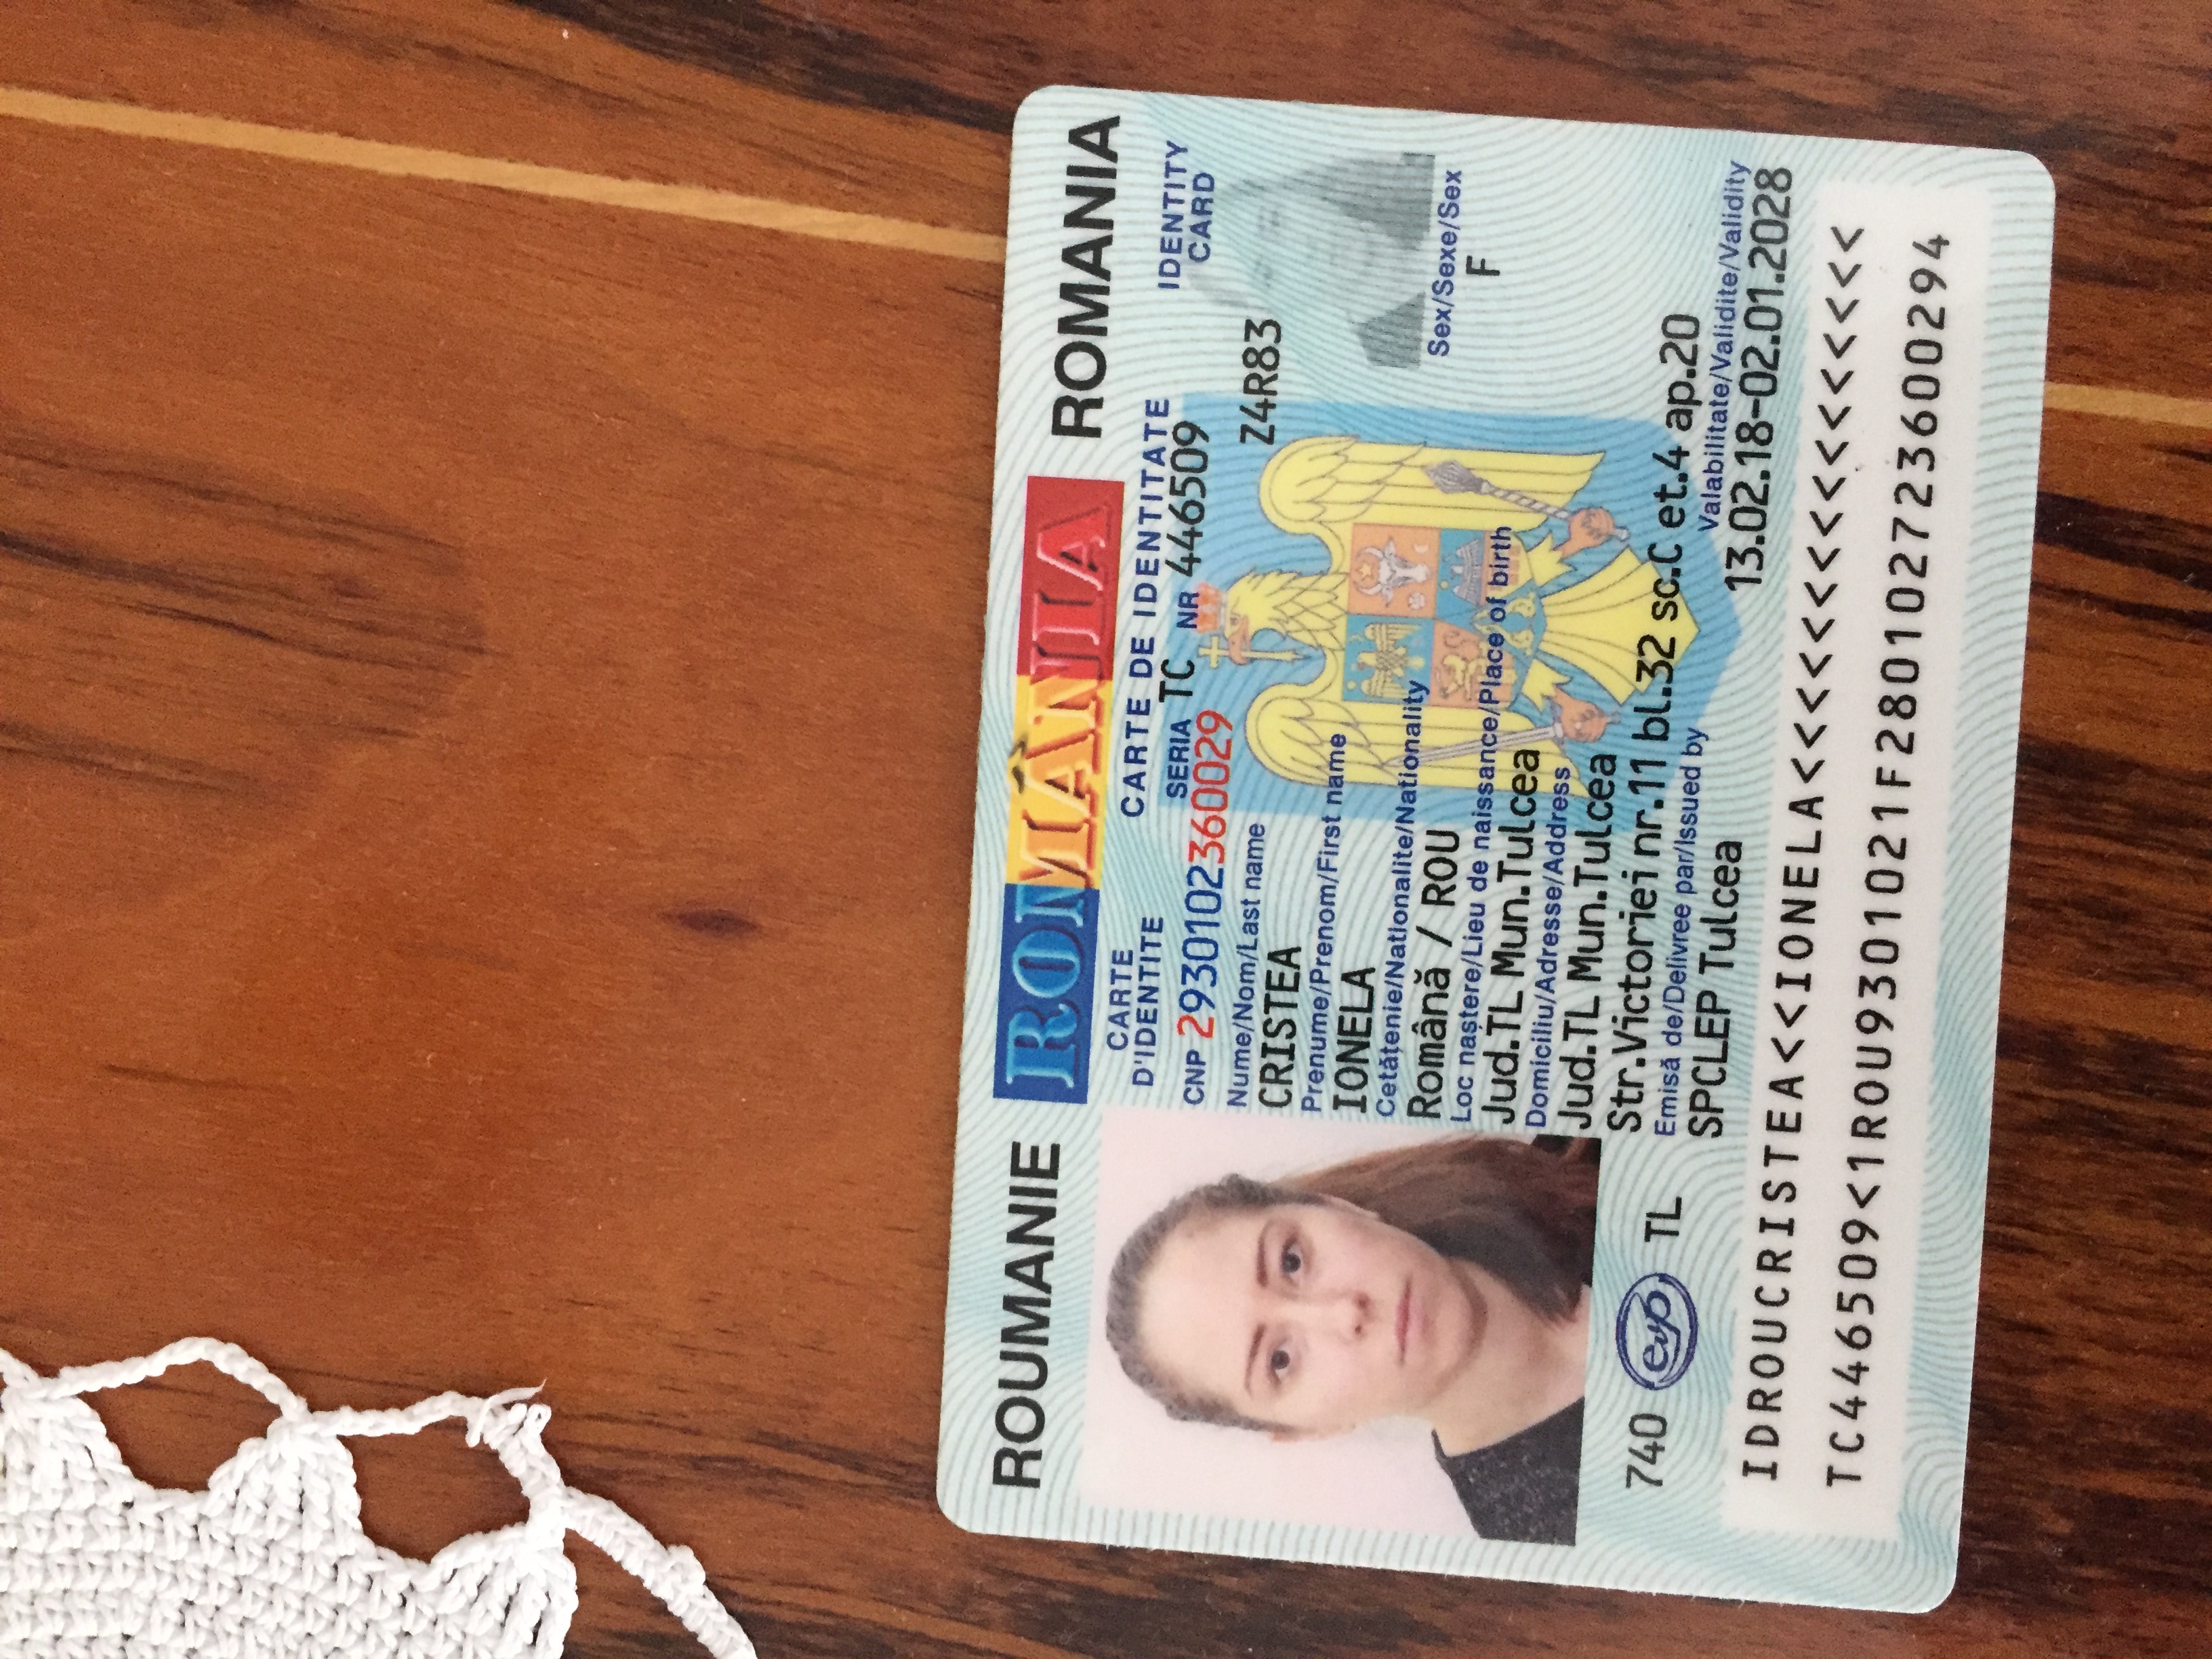 ROUMANIE ROMÂNIA ROMANIA
CARTE D'IDENTITE
CARTE DE IDENTITATE
IDENTITY CARD
SERIA TC NR 446509
CNP 2930102360029
Z4R83
Nume/Nom/Last name
CRISTEA
Prenume/Prenom/First name
IONELA
Cetăţenie/Nationalite/Nationality
Română / ROU
Sex/Sexe/Sex
F
Loc naştere/Lieu de naissance/Place of birth
Jud.TL Mun.Tulcea
Domiciliu/Adresse/Address
Jud.TL Mun.Tulcea
Str.Victoriei nr.11 bl.32 sc.C et.4 ap.20
740 evp TL
Emisă de/Delivree par/Issued by
SPCLEP Tulcea
Valabilitate/Validite/Validity
13.02.18-02.01.2028
IDROUCRISTEA<<IONELA<<<<<<<<<<<<<<<<
TC446509<1ROU9301021F280102723600294